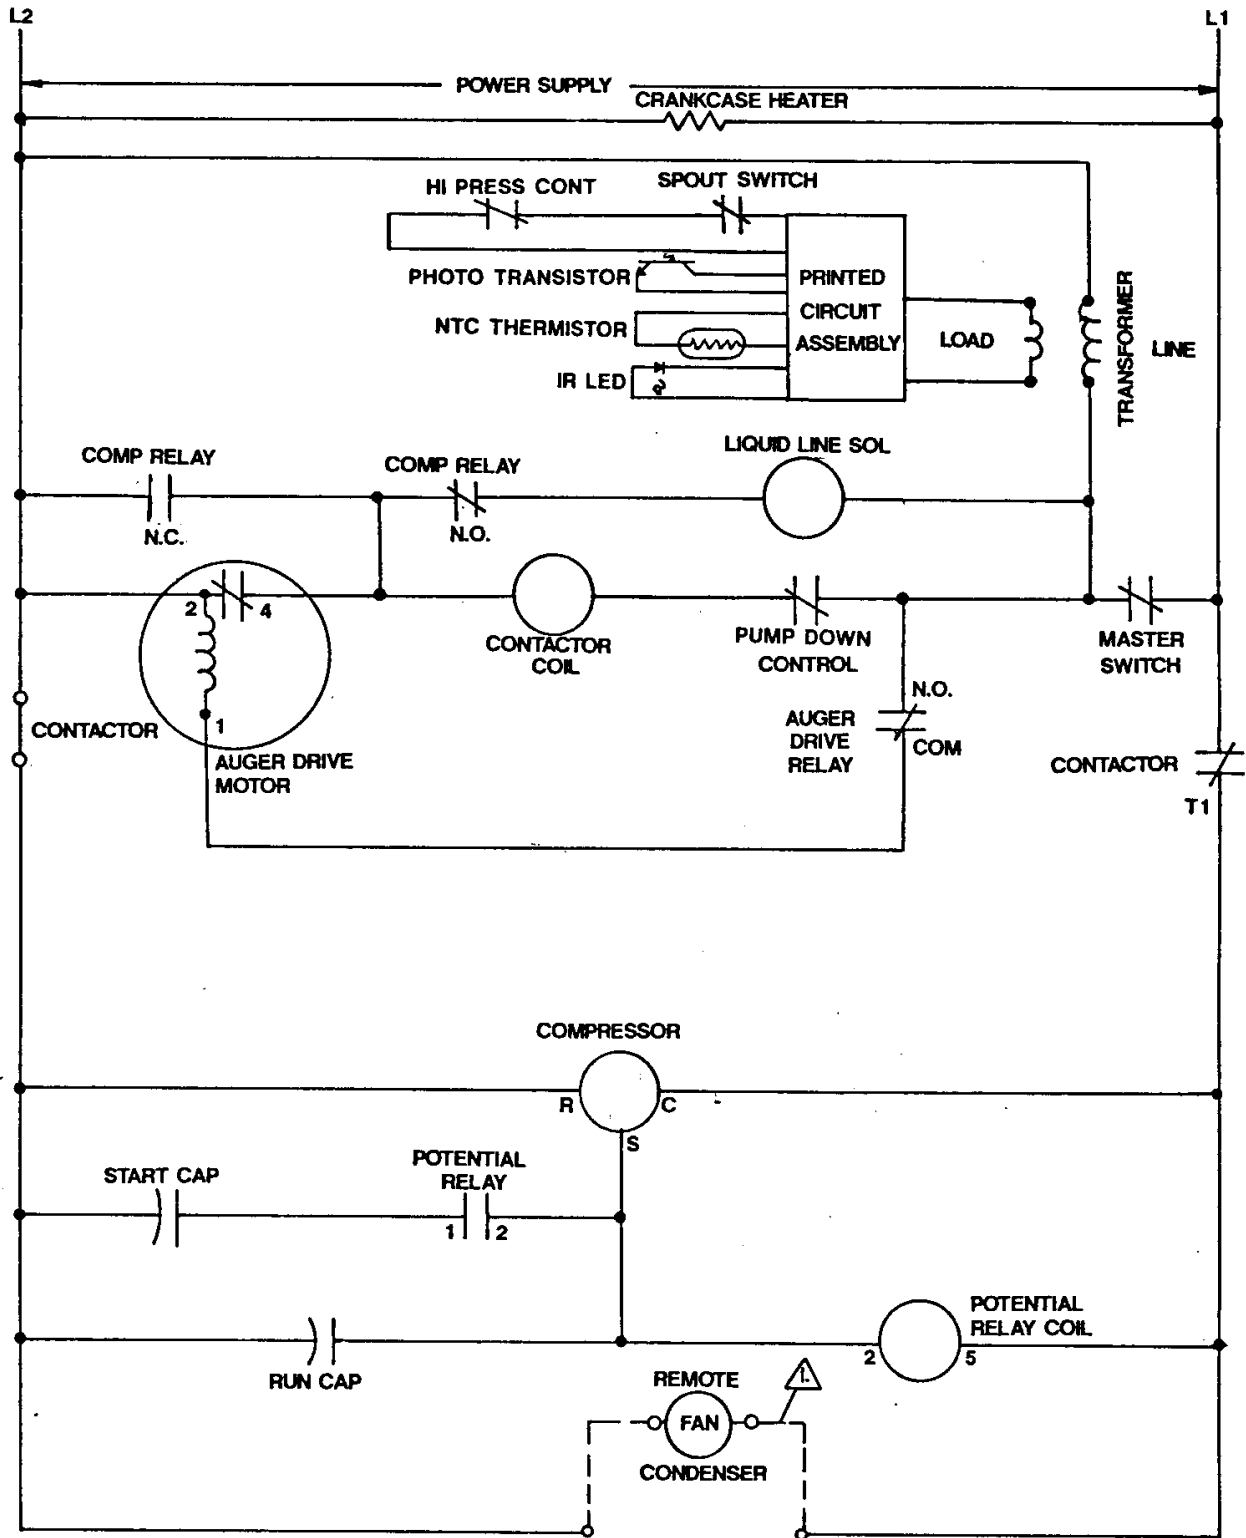 L2
L1
POWER SUPPLY
CRANKCASE HEATER
HI PRESS CONT
SPOUT SWITCH
PHOTO TRANSISTOR
PRINTED
CIRCUIT
ASSEMBLY
NTC THERMISTOR
IR LED
LOAD
TRANSFORMER
LINE
COMP RELAY
N.C.
COMP RELAY
N.O.
LIQUID LINE SOL
2
4
1
CONTACTOR
COIL
PUMP DOWN
CONTROL
MASTER
SWITCH
CONTACTOR
AUGER DRIVE
MOTOR
AUGER
DRIVE
RELAY
N.O.
COM
CONTACTOR
T1
COMPRESSOR
R
C
S
START CAP
POTENTIAL
RELAY
1
2
RUN CAP
POTENTIAL
RELAY COIL
2
5
REMOTE
FAN
CONDENSER
1.